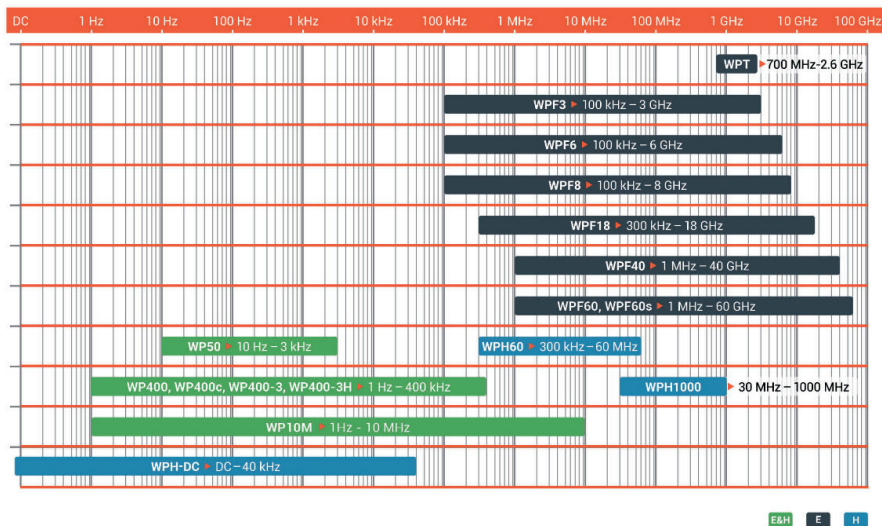 DC 1 Hz 10 Hz 100 Hz 1 kHz 10 kHz 100 kHz 1 MHz 10 MHz 100 MHz 1 GHz 10 GHz 100 GHz
WPT ▸ 700 MHz-2.6 GHz
WPF3 ▸ 100 kHz – 3 GHz
WPF6 ▸ 100 kHz – 6 GHz
WPF8 ▸ 100 kHz – 8 GHz
WPF18 ▸ 300 kHz – 18 GHz
WPF40 ▸ 1 MHz – 40 GHz
WPF60, WPF60s ▸ 1 MHz – 60 GHz
WP50 ▸ 10 Hz – 3 kHz WPH60 ▸ 300 kHz – 60 MHz
WP400, WP400c, WP400-3, WP400-3H ▸ 1 Hz – 400 kHz WPH1000 ▸ 30 MHz – 1000 MHz
WP10M ▸ 1Hz - 10 MHz
WPH-DC ▸ DC – 40 kHz
E&H E H